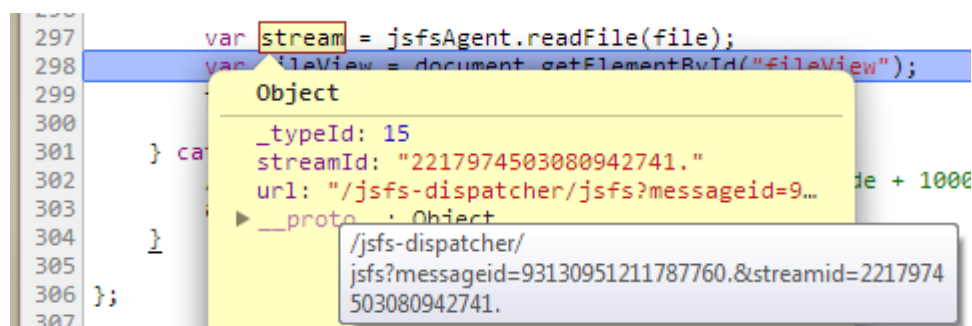 297 var stream = jsfsAgent.readFile(file);
298 var fileView = document.getElementById("fileView");
299
Object
300
_typeId: 15
301 } ca
streamId: "2217974503080942741."
302 de + 1000
url: "/jsfs-dispatcher/jsfs?messageid=9…
303
▶ __proto__: Object
304 }
/jsfs-dispatcher/
305
jsfs?messageid=93130951211787760.&streamid=2217974
306 };
503080942741.
307